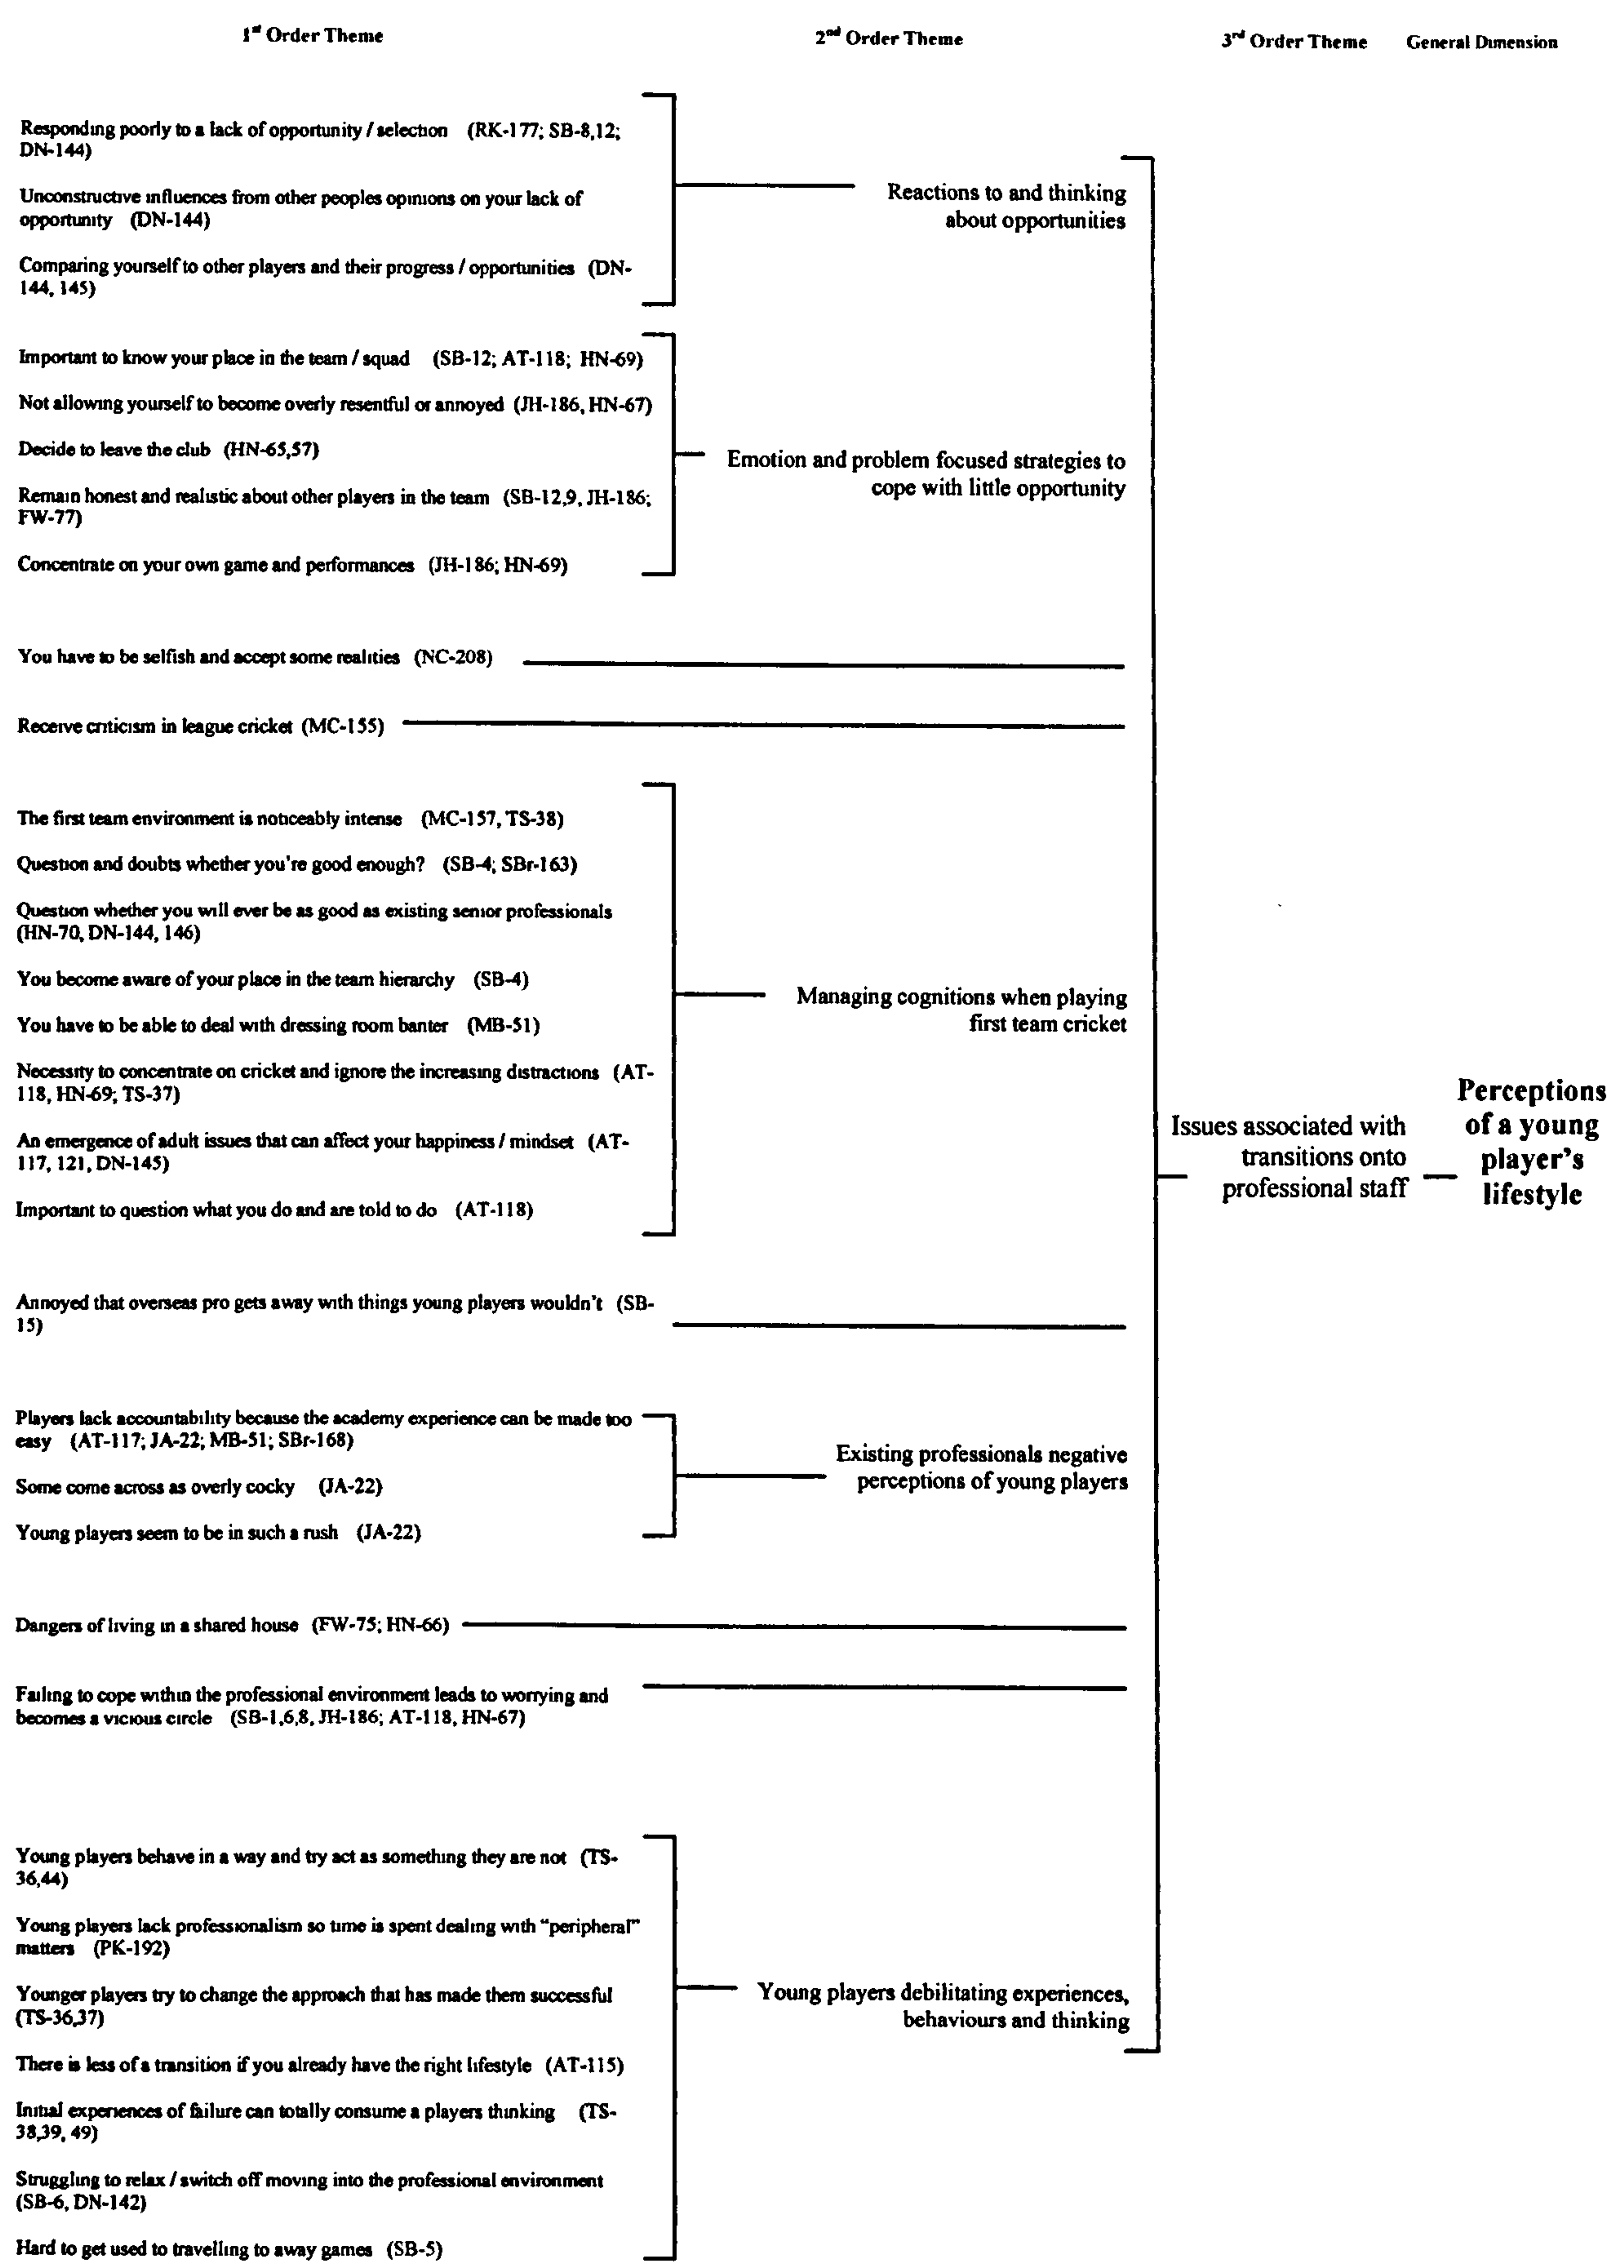 1st Order Theme
2nd Order Theme
3rd Order Theme
General Dimension
Responding poorly to a lack of opportunity / selection (RK-177; SB-8,12;
DN-144)
Unconstructive influences from other peoples opinions on your lack of
opportunity (DN-144)
Comparing yourself to other players and their progress / opportunities (DN-
144, 145)
Reactions to and thinking
about opportunities
Important to know your place in the team / squad (SB-12; AT-118; HN-69)
Not allowing yourself to become overly resentful or annoyed (JH-186, HN-67)
Decide to leave the club (HN-65,57)
Remain honest and realistic about other players in the team (SB-12,9, JH-186;
FW-77)
Concentrate on your own game and performances (JH-186; HN-69)
Emotion and problem focused strategies to
cope with little opportunity
You have to be selfish and accept some realities (NC-208)
Receive criticism in league cricket (MC-155)
The first team environment is noticeably intense (MC-157, TS-38)
Question and doubts whether you're good enough? (SB-4; SBr-163)
Question whether you will ever be as good as existing senior professionals
(HN-70, DN-144, 146)
You become aware of your place in the team hierarchy (SB-4)
You have to be able to deal with dressing room banter (MB-51)
Necessity to concentrate on cricket and ignore the increasing distractions (AT-
118, HN-69; TS-37)
An emergence of adult issues that can affect your happiness / mindset (AT-
117, 121, DN-145)
Important to question what you do and are told to do (AT-118)
Managing cognitions when playing
first team cricket
Annoyed that overseas pro gets away with things young players wouldn't (SB-
15)
Players lack accountability because the academy experience can be made too
easy (AT-117; JA-22; MB-51; SBr-168)
Some come across as overly cocky (JA-22)
Young players seem to be in such a rush (JA-22)
Existing professionals negative
perceptions of young players
Dangers of living in a shared house (FW-75; HN-66)
Failing to cope within the professional environment leads to worrying and
becomes a vicious circle (SB-1,6,8, JH-186; AT-118, HN-67)
Young players behave in a way and try act as something they are not (TS-
36,44)
Young players lack professionalism so time is spent dealing with "peripheral"
matters (PK-192)
Younger players try to change the approach that has made them successful
(TS-36,37)
There is less of a transition if you already have the right lifestyle (AT-115)
Initial experiences of failure can totally consume a players thinking (TS-
38,39, 49)
Struggling to relax / switch off moving into the professional environment
(SB-6, DN-142)
Hard to get used to travelling to away games (SB-5)
Young players debilitating experiences,
behaviours and thinking
Issues associated with
transitions onto
professional staff
Perceptions
of a young
player's
lifestyle